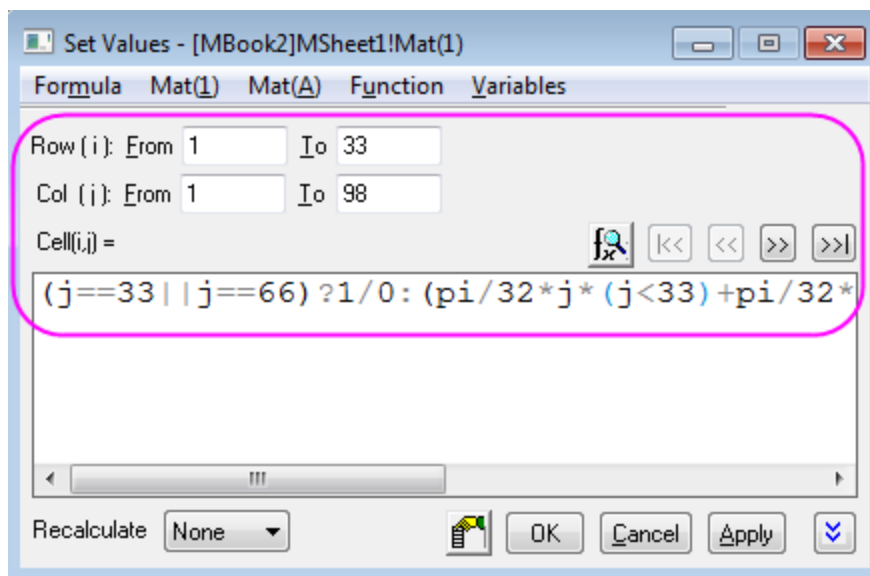 Set Values - [MBook2]MSheet1!Mat(1)
Formula Mat(1) Mat(A) Function Variables
Row (i): From 1 To 33
Col (j): From 1 To 98
Cell(i,j) =
(j==33||j==66)?1/0:(pi/32*j*(j<33)+pi/32*
Recalculate None OK Cancel Apply